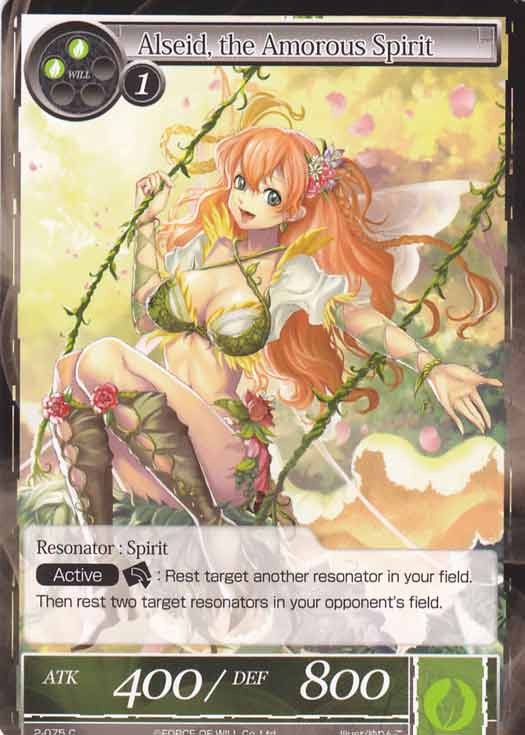 Alseid, the Amorous Spirit
WILL
1
Resonator : Spirit
Active : Rest target another resonator in your field.
Then rest two target resonators in your opponent's field.
ATK 400 / DEF 800
2-075 C ©FORCE OF WILL Co.,Ltd.